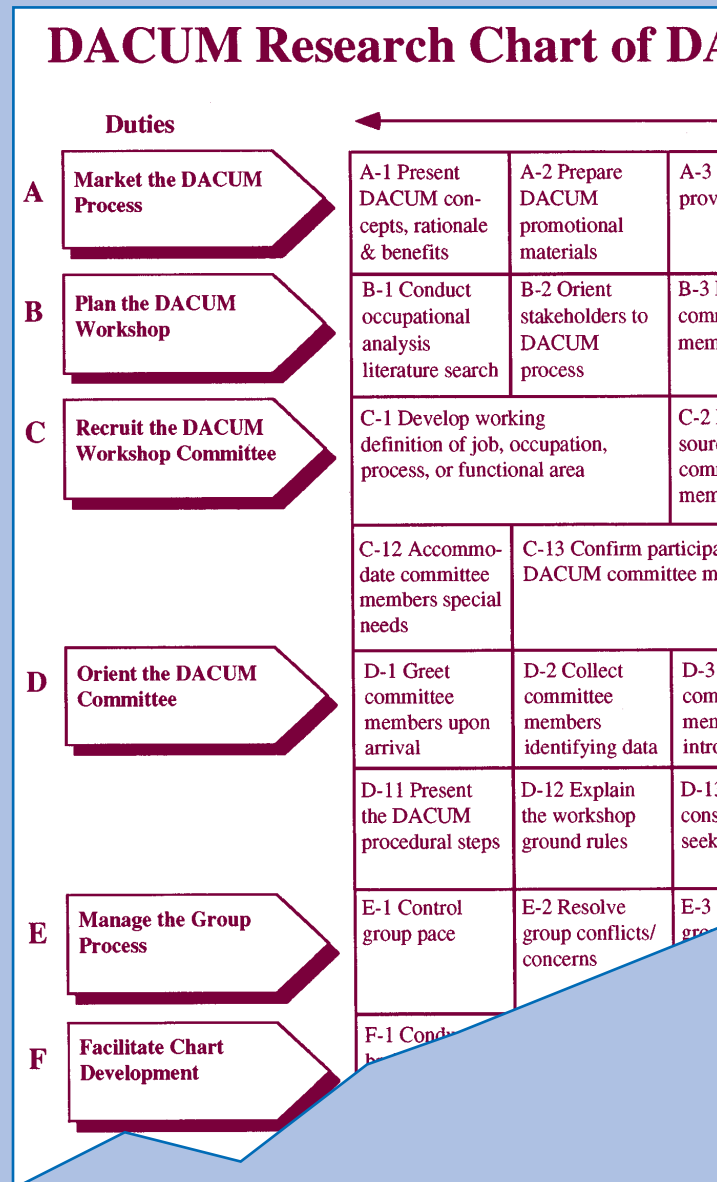 DACUM Research Chart of
Duties
A
Market the DACUM
Process
A-1 Present
DACUM con-
cepts, rationale
& benefits
A-2 Prepare
DACUM
promotional
materials
A-3
B
Plan the DACUM
Workshop
B-1 Conduct
occupational
analysis
literature search
B-2 Orient
stakeholders to
DACUM
process
B-3
C
Recruit the DACUM
Workshop Committee
C-1 Develop working
definition of job, occupation,
process, or functional area
C-2
C-12 Accommo-
date committee
members special
needs
C-13 Confirm
DACUM committee
D
Orient the DACUM
Committee
D-1 Greet
committee
members upon
arrival
D-2 Collect
committee
members
identifying data
D-3
D-11 Present
the DACUM
procedural steps
D-12 Explain
the workshop
ground rules
seek
E
Manage the Group
Process
E-1 Control
group pace
E-2 Resolve
group conflicts/
concerns
E-3
F
Facilitate Chart
Development
F-1